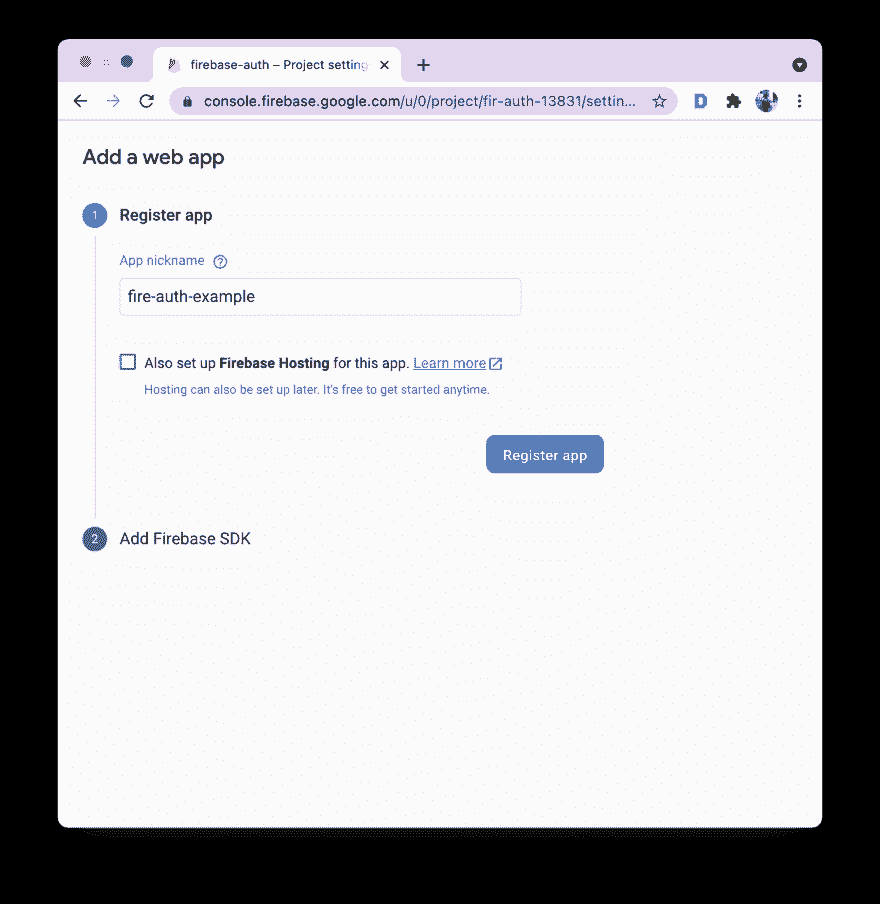 firebase-auth – Project setting
console.firebase.google.com/u/0/project/fir-auth-13831/settin...
Add a web app
1 Register app
App nickname ?
fire-auth-example
Also set up Firebase Hosting for this app. Learn more
Hosting can also be set up later. It's free to get started anytime.
Register app
2 Add Firebase SDK